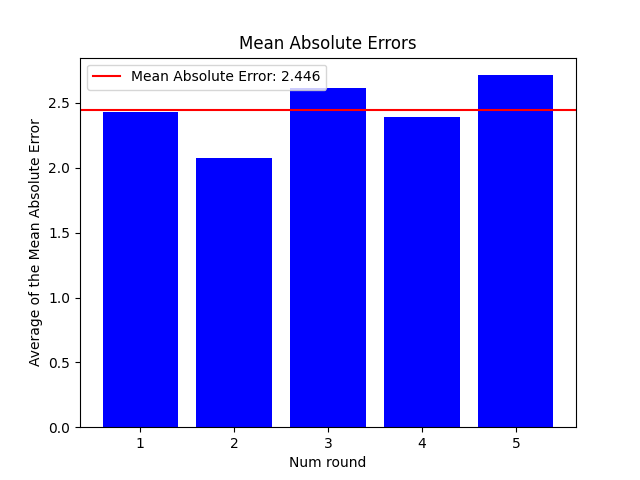 Mean Absolute Errors
Mean Absolute Error: 2.446
Average of the Mean Absolute Error
2.5
2.0
1.5
1.0
0.5
0.0
1 2 3 4 5
Num round